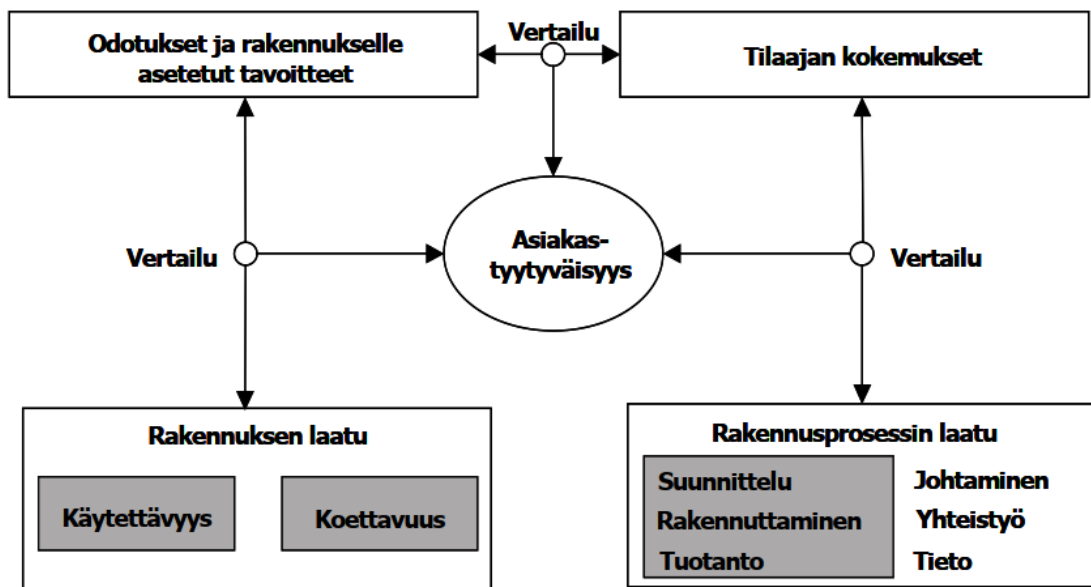 Odotukset ja rakennukselle
asetetut tavoitteet
Vertailu
Tilaajan kokemukset
Vertailu
Asiakas-
tyytyväisyys
Vertailu
Rakennuksen laatu
Käytettävyys
Koettavuus
Rakennusprosessin laatu
Suunnittelu
Johtaminen
Rakennuttaminen
Yhteistyö
Tuotanto
Tieto